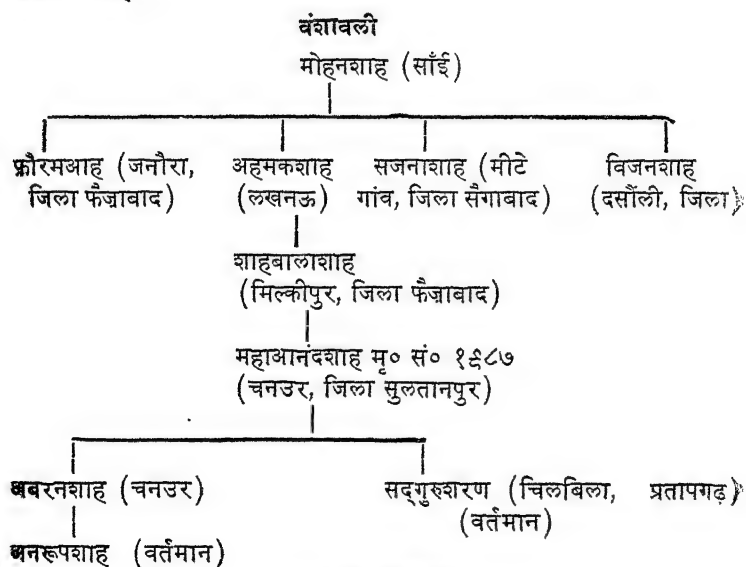 वंशावली
मोहनशाह (साँई)
फ़ौरमआह (जनौरा, अहमकशाह सजनाशाह (मीटे विजनशाह
जिला फैज़ाबाद) (लखनऊ) गांव, जिला सैगाबाद) (दसौंली, जिला)
शाहबालाशाह
(मिल्कीपुर, जिला फैज़ाबाद)
महाआनंदशाह मृ० सं० १९८७
(चनउर, जिला सुलतानपुर)
अबरनशाह (चनउर) सद्‌गुरुशरण (चिलबिला, प्रतापगढ़)
(वर्तमान)
अनरूपशाह (वर्तमान)